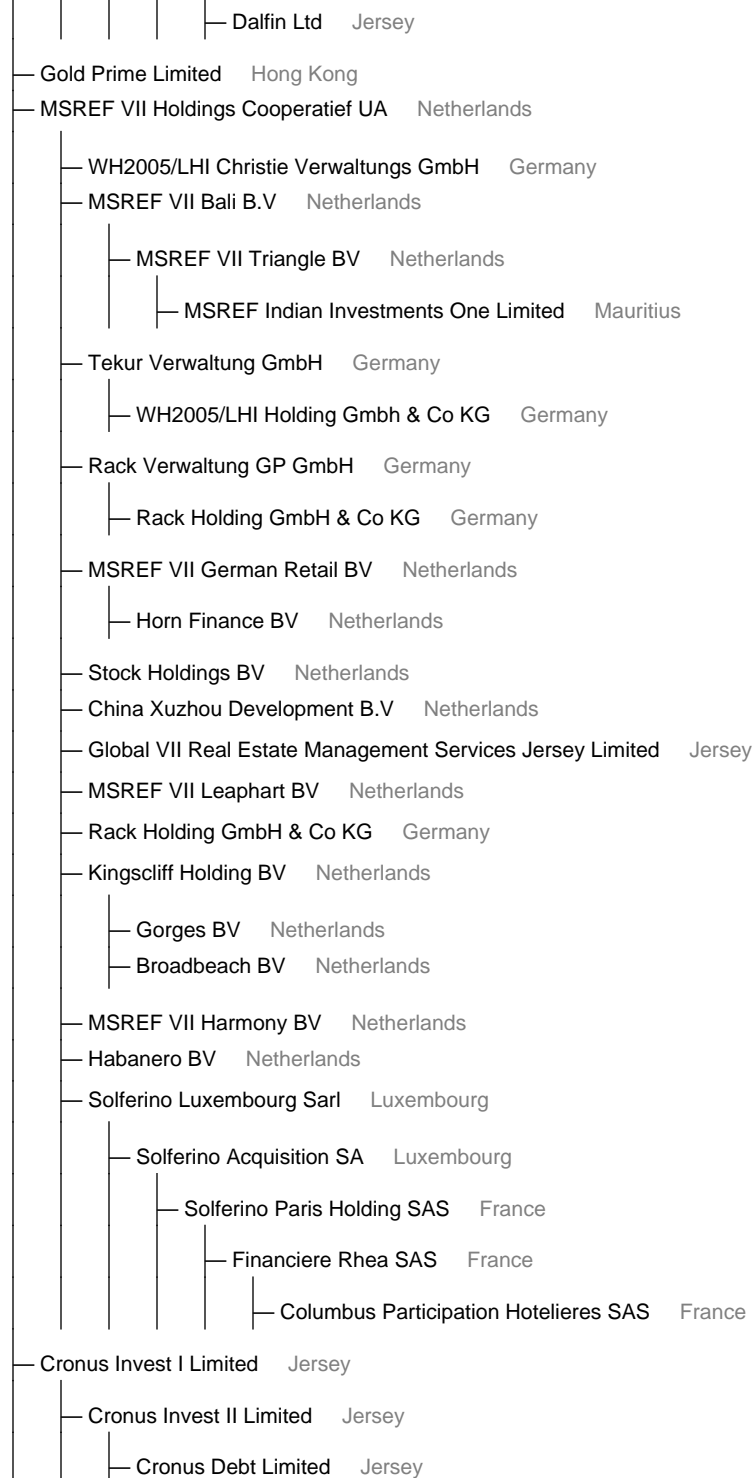 Dalfin Ltd Jersey
Gold Prime Limited Hong Kong
MSREF VII Holdings Cooperatief UA Netherlands
WH2005/LHI Christie Verwaltungs GmbH Germany
MSREF VII Bali B.V Netherlands
MSREF VII Triangle BV Netherlands
MSREF Indian Investments One Limited Mauritius
Tekur Verwaltung GmbH Germany
WH2005/LHI Holding Gmbh & Co KG Germany
Rack Verwaltung GP GmbH Germany
Rack Holding GmbH & Co KG Germany
MSREF VII German Retail BV Netherlands
Horn Finance BV Netherlands
Stock Holdings BV Netherlands
China Xuzhou Development B.V Netherlands
Global VII Real Estate Management Services Jersey Limited Jersey
MSREF VII Leaphart BV Netherlands
Rack Holding GmbH & Co KG Germany
Kingscliff Holding BV Netherlands
Gorges BV Netherlands
Broadbeach BV Netherlands
MSREF VII Harmony BV Netherlands
Habanero BV Netherlands
Solferino Luxembourg Sarl Luxembourg
Solferino Acquisition SA Luxembourg
Solferino Paris Holding SAS France
Financiere Rhea SAS France
Columbus Participation Hotelieres SAS France
Cronus Invest I Limited Jersey
Cronus Invest II Limited Jersey
Cronus Debt Limited Jersey